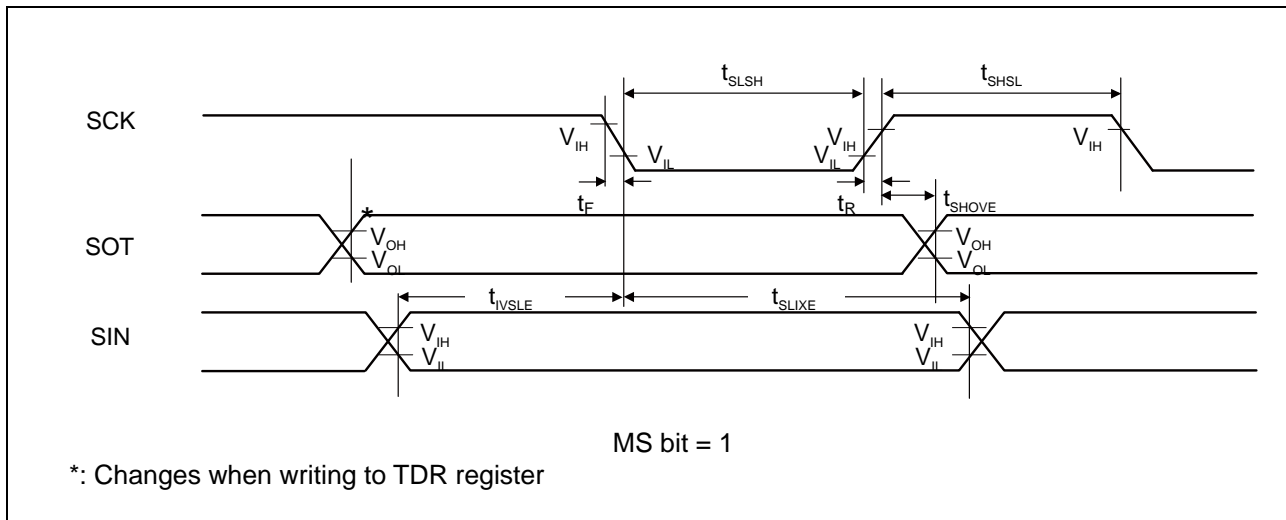 tSLSH tSHSL
SCK
VIH VIL VIL VIH VIH
tF tR tSHOVE
*
SOT
VOH VOH
VOL VOL
tIVSLE tSLIXE
SIN
VIH VIH
VIL VIL
MS bit = 1
*: Changes when writing to TDR register